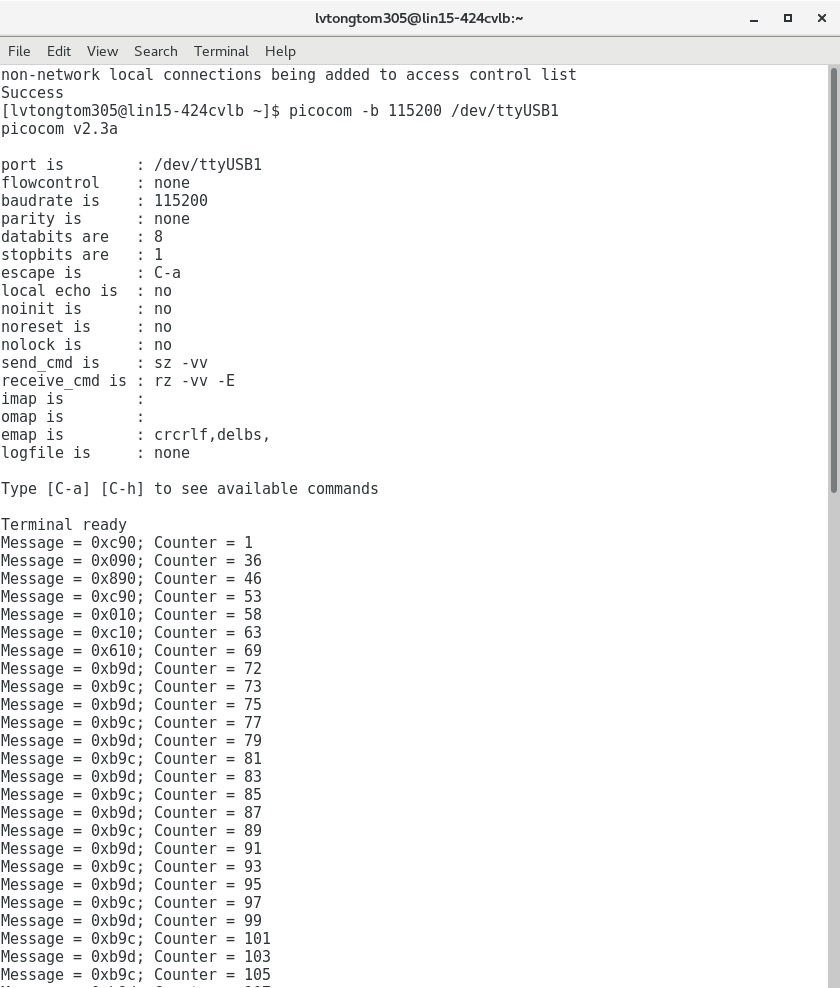 lvtongtom305@lin15-424cvlb:~
File Edit View Search Terminal Help
non-network local connections being added to access control list
Success
[lvtongtom305@lin15-424cvlb ~]$ picocom -b 115200 /dev/ttyUSB1
picocom v2.3a
port is        : /dev/ttyUSB1
flowcontrol    : none
baudrate is    : 115200
parity is      : none
databits are   : 8
stopbits are   : 1
escape is      : C-a
local echo is  : no
noinit is      : no
noreset is     : no
nolock is      : no
send_cmd is    : sz -vv
receive_cmd is : rz -vv -E
imap is        :
omap is        :
emap is        : crcrlf,delbs,
logfile is     : none
Type [C-a] [C-h] to see available commands
Terminal ready
Message = 0xc90; Counter = 1
Message = 0x090; Counter = 36
Message = 0x890; Counter = 46
Message = 0xc90; Counter = 53
Message = 0x010; Counter = 58
Message = 0xc10; Counter = 63
Message = 0x610; Counter = 69
Message = 0xb9d; Counter = 72
Message = 0xb9c; Counter = 73
Message = 0xb9d; Counter = 75
Message = 0xb9c; Counter = 77
Message = 0xb9d; Counter = 79
Message = 0xb9c; Counter = 81
Message = 0xb9d; Counter = 83
Message = 0xb9c; Counter = 85
Message = 0xb9d; Counter = 87
Message = 0xb9c; Counter = 89
Message = 0xb9d; Counter = 91
Message = 0xb9c; Counter = 93
Message = 0xb9d; Counter = 95
Message = 0xb9c; Counter = 97
Message = 0xb9d; Counter = 99
Message = 0xb9c; Counter = 101
Message = 0xb9d; Counter = 103
Message = 0xb9c; Counter = 105